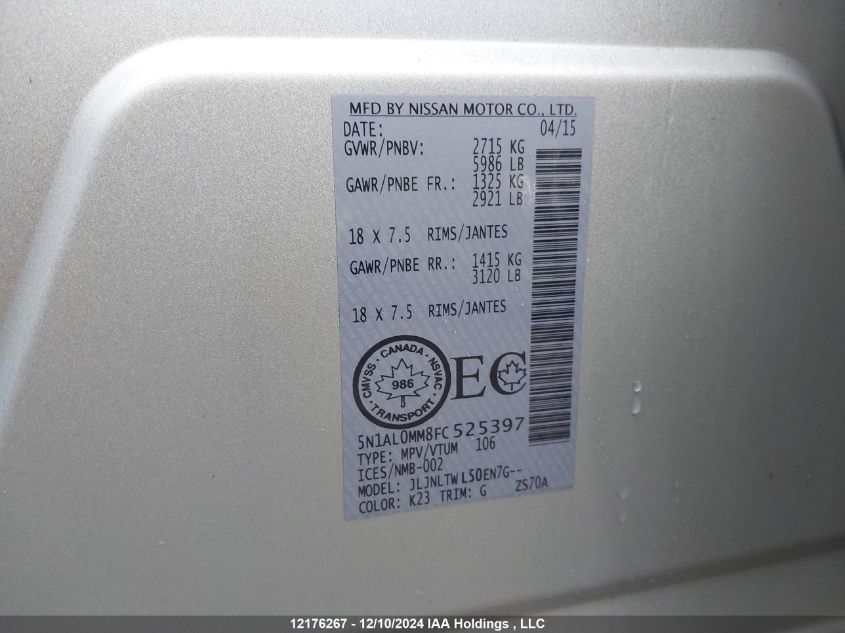 MFD BY NISSAN MOTOR CO., LTD.
DATE: 04/15
GVWR/PNBV: 2715 KG
5986 LB
GAWR/PNBE FR.: 1325 KG
2921 LB
18 X 7.5 RIMS/JANTES
GAWR/PNBE RR.: 1415 KG
3120 LB
18 X 7.5 RIMS/JANTES
CMVSS · CANADA · NSVAC · TRANSPORT ·
986
EC
5N1AL0MM8FC525397
TYPE: MPV/VTUM 106
ICES/NMB-002
MODEL: JLJNLTWL50EN7G--
COLOR: K23 TRIM: G ZS70A
12176267 - 12/10/2024 IAA Holdings , LLC